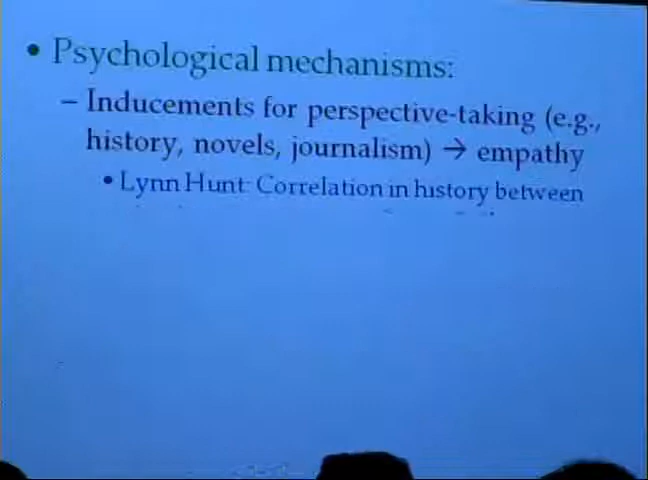 • Psychological mechanisms:
– Inducements for perspective-taking (e.g.,
history, novels, journalism) → empathy
• Lynn Hunt: Correlation in history between